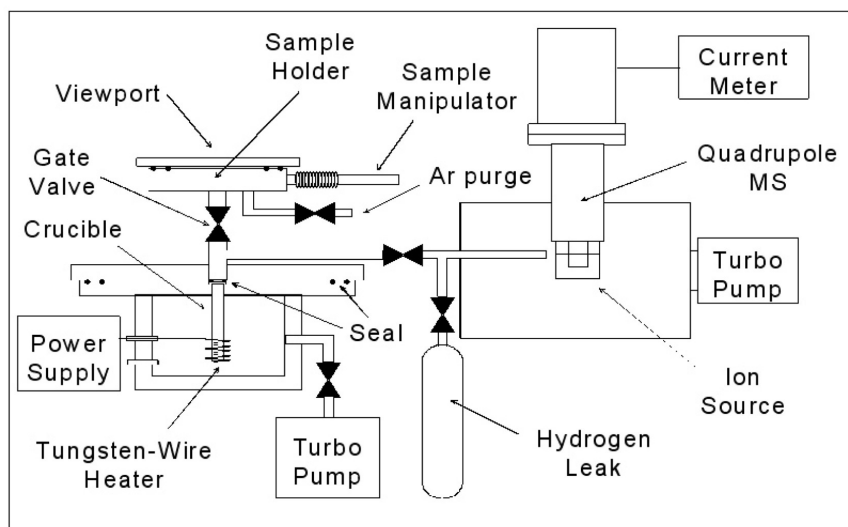 Sample
Holder
Sample
Manipulator
Current
Meter
Viewport
Gate
Valve
Quadrupole
MS
Ar purge
Crucible
Turbo
Pump
Seal
Power
Supply
Ion
Source
Tungsten-Wire
Heater
Turbo
Pump
Hydrogen
Leak